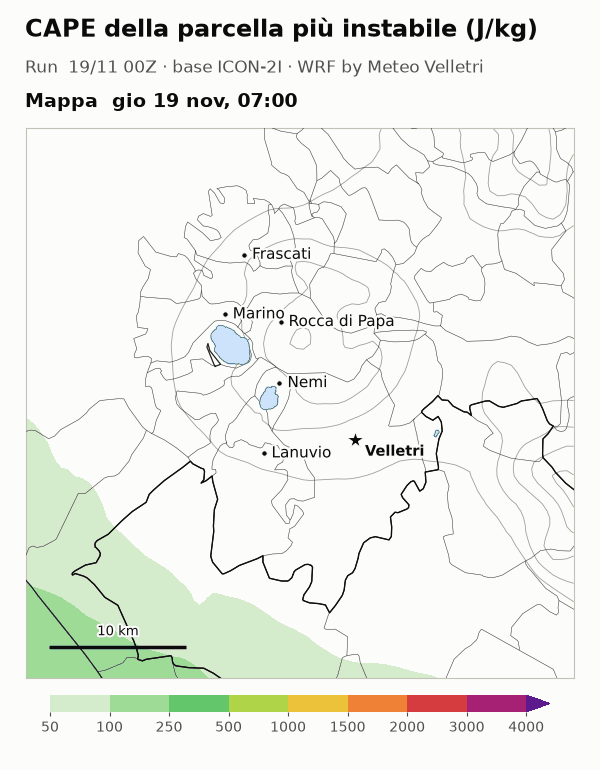 CAPE della parcella più instabile (J/kg)
Run  19/11 00Z · base ICON-2I · WRF by Meteo Velletri
Mappa  gio 19 nov, 07:00
Frascati
Marino
Rocca di Papa
Nemi
Velletri
Lanuvio
10 km
50 100 250 500 1000 1500 2000 3000 4000